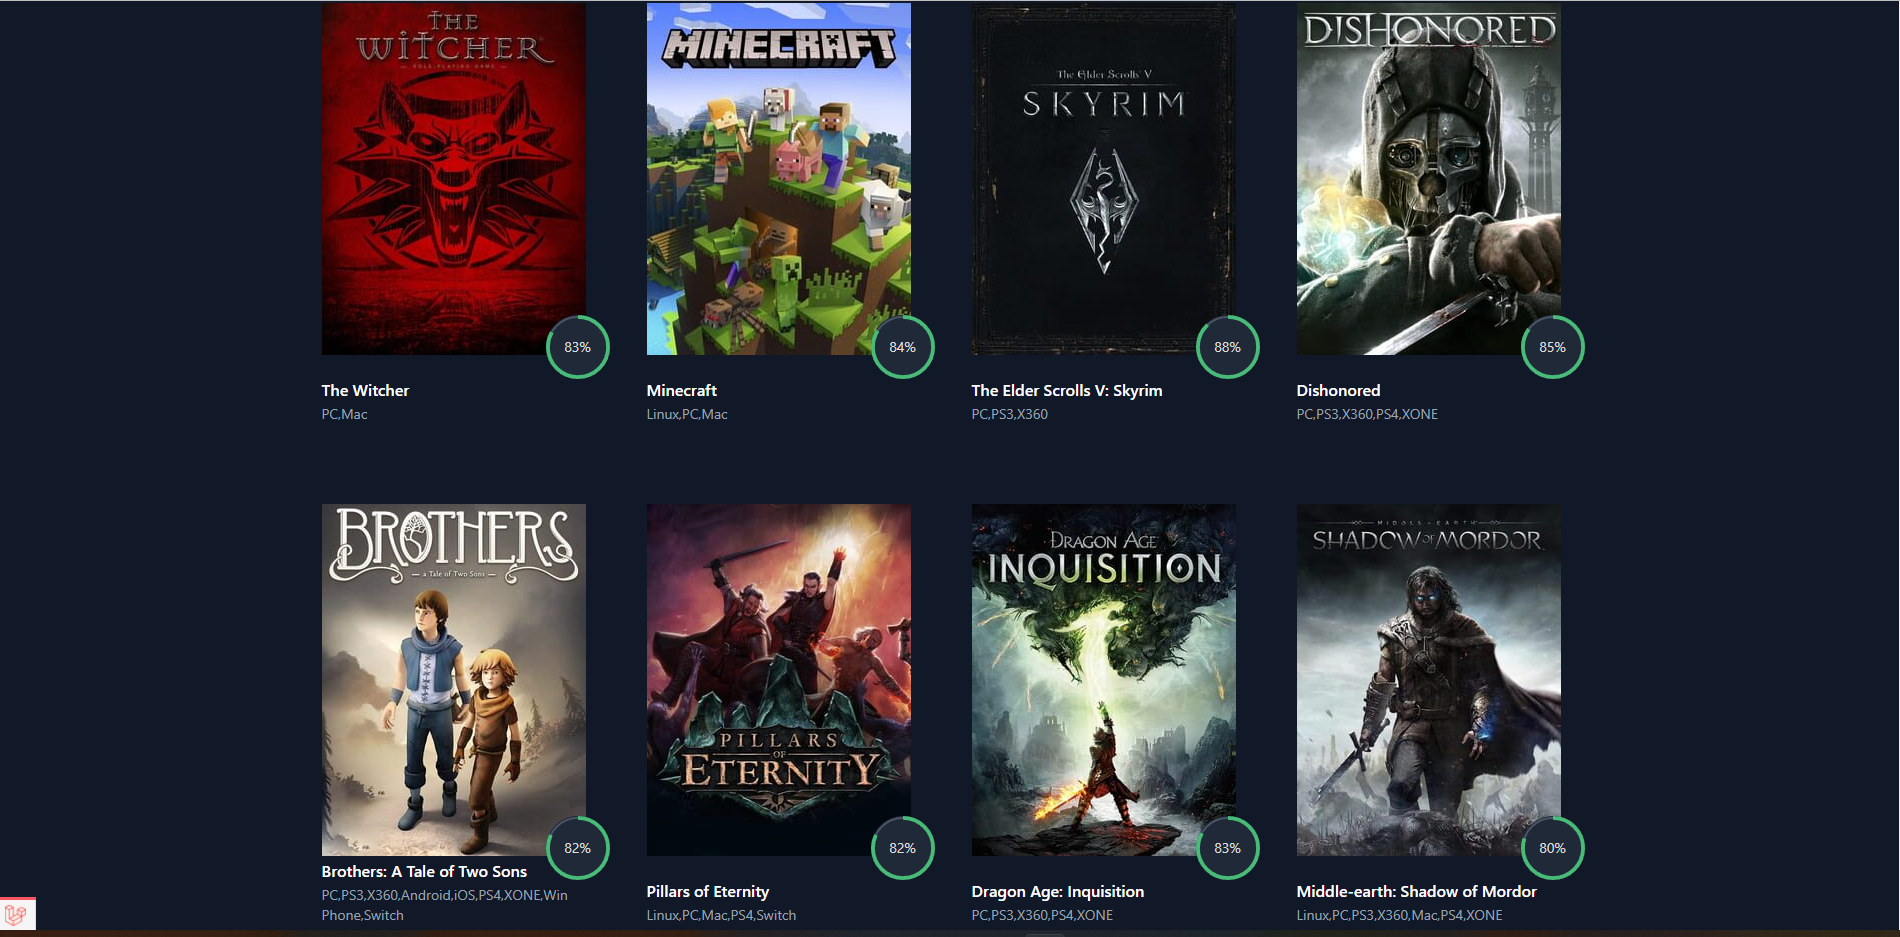 THE
WITCHER
ROLE-PLAYING GAME
MINECRAFT
The Elder Scrolls V
SKYRIM
DISHONORED
83%
84%
88%
85%
The Witcher
Minecraft
The Elder Scrolls V: Skyrim
Dishonored
PC,Mac
Linux,PC,Mac
PC,PS3,X360
PC,PS3,X360,PS4,XONE
BROTHERS
a Tale of Two Sons
PILLARS
OF
ETERNITY
DRAGON AGE
INQUISITION
MIDDLE-EARTH
SHADOW OF MORDOR
82%
82%
83%
80%
Brothers: A Tale of Two Sons
PC,PS3,X360,Android,iOS,PS4,XONE,Win
Phone,Switch
Pillars of Eternity
Linux,PC,Mac,PS4,Switch
Dragon Age: Inquisition
PC,PS3,X360,PS4,XONE
Middle-earth: Shadow of Mordor
Linux,PC,PS3,X360,Mac,PS4,XONE